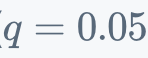 (q = 0.05